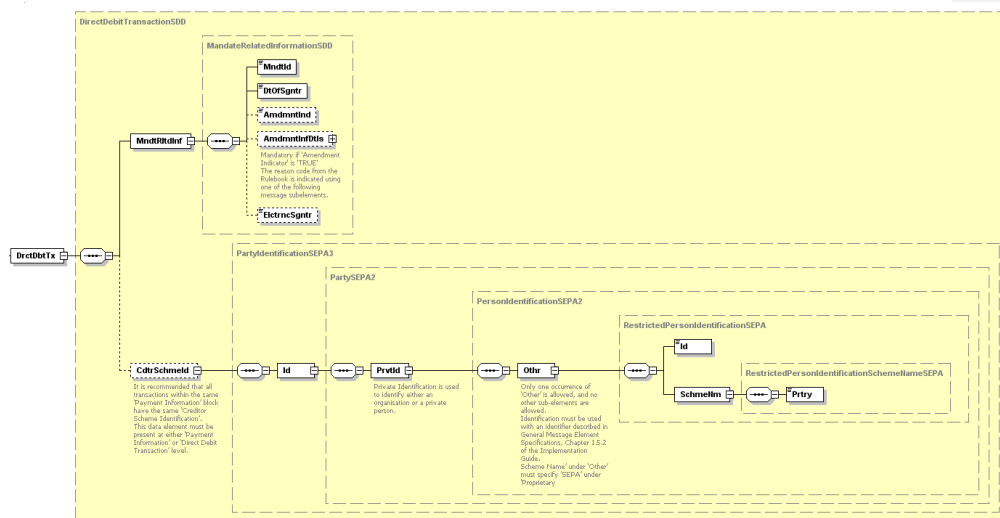 DirectDebitTransactionSDD
MandateRelatedInformationSDD
MndtId
DtOfSgntr
AmdmntInd
AmdmntInfDtls
Mandatory if 'Amendment
Indicator' is 'TRUE'
The reason code from the
Rulebook is indicated using
one of the following
message subelements.
ElctrncSgntr
MndtRltdInf
DrctDbtTx
PartyIdentificationSEPA3
PartySEPA2
PersonIdentificationSEPA2
RestrictedPersonIdentificationSEPA
Id
RestrictedPersonIdentificationSchemeNameSEPA
SchmeNm
Prtry
CdtrSchmeId
It is recommended that all
transactions within the same
'Payment Information' block
have the same 'Creditor
Scheme Identification'.
This data element must be
present at either 'Payment
Information' or 'Direct Debit
Transaction' level.
Id
PrvtId
Private Identification is used
to identify either an
organisation or a private
person.
Othr
Only one occurrence of
'Other' is allowed, and no
other sub-elements are
allowed.
Identification must be used
with an identifier described in
General Message Element
Specifications, Chapter 1.5.2
of the Implementation
Guide.
Scheme Name' under 'Other'
must specify 'SEPA' under
'Proprietary